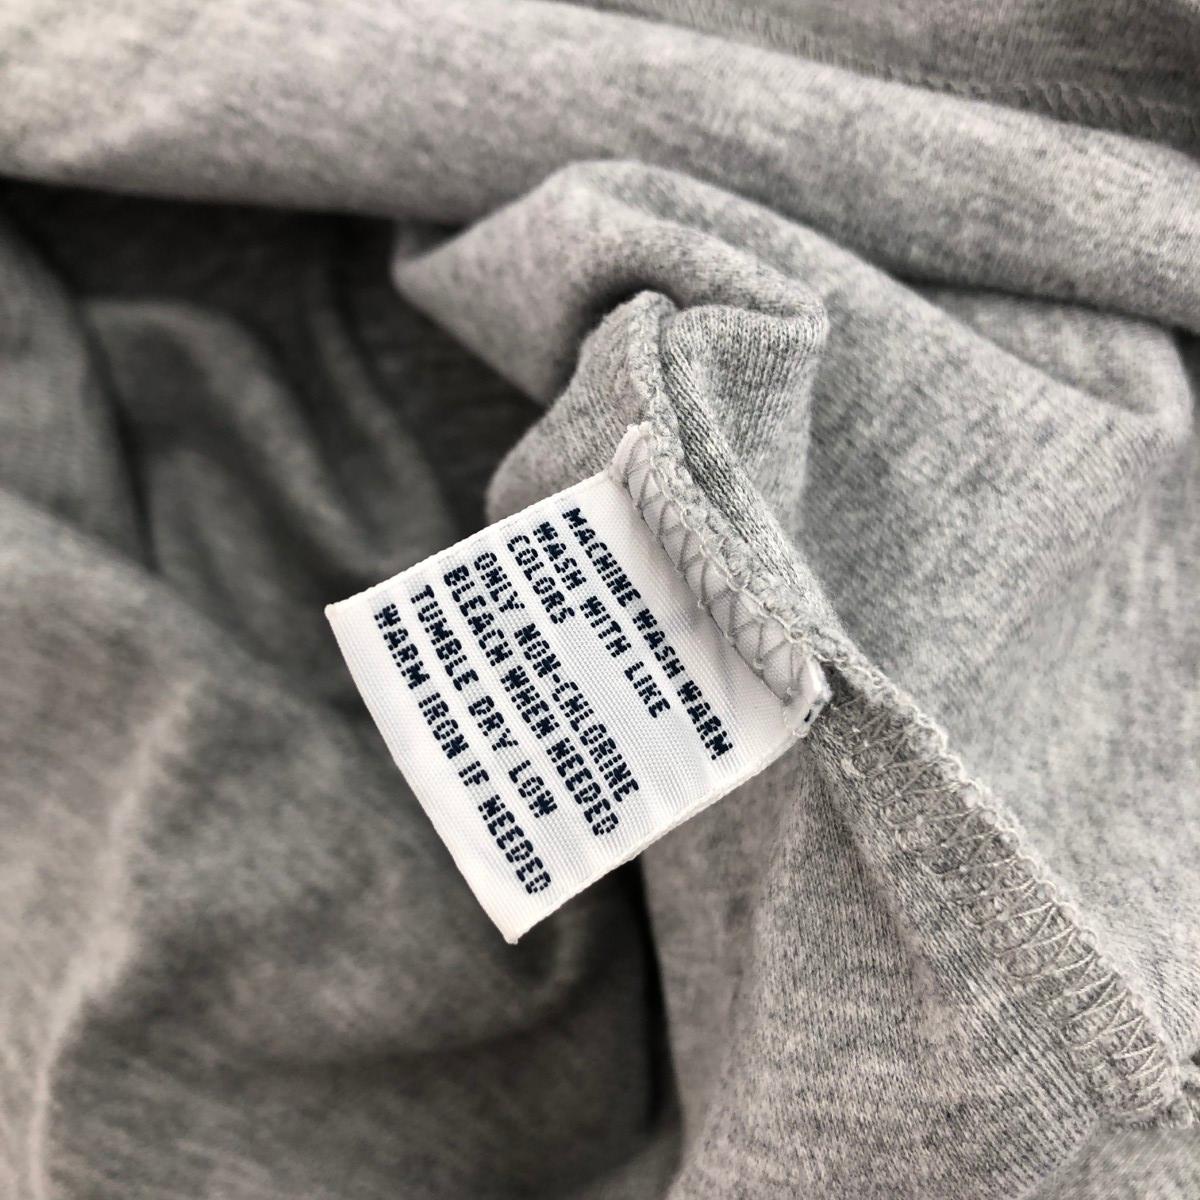 MACHINE WASH WARM
WASH WITH LIKE
COLORS
ONLY NON-CHLORINE
BLEACH WHEN NEEDED
TUMBLE DRY LOW
WARM IRON IF NEEDED